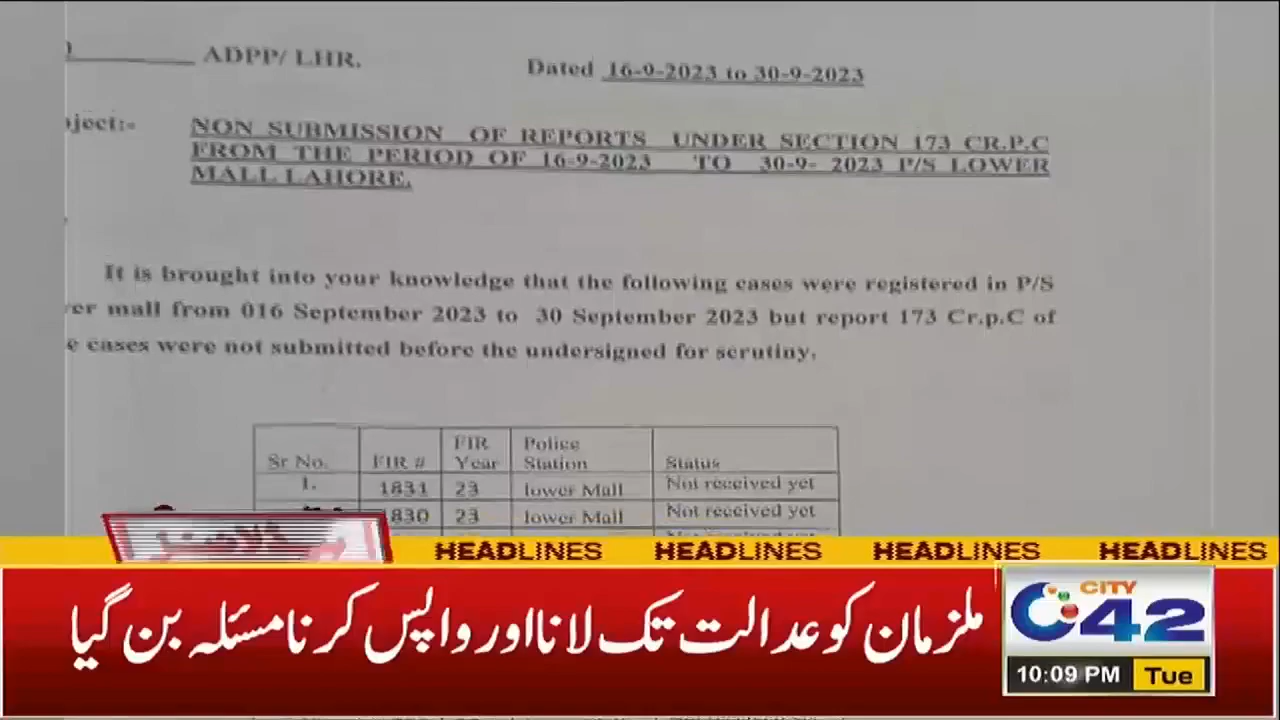 ADPP/ LHR.
Dated 16-9-2023 to 30-9-2023
ject:-
NON SUBMISSION OF REPORTS UNDER SECTION 173 CR.P.C
FROM THE PERIOD OF 16-9-2023 TO 30-9- 2023 P/S LOWER
MALL LAHORE.
It is brought into your knowledge that the following cases were registered in P/S
er mall from 016 September 2023 to 30 September 2023 but report 173 Cr.p.C of
e cases were not submitted before the undersigned for scrutiny.
Sr No. FIR # FIR Year Police Station Status
1. 1831 23 lower Mall Not received yet
830 23 lower Mall Not received yet
HEADLINES HEADLINES HEADLINES HEADLINES
ملزمان کو عدالت تک لانا اور واپس کرنا مسئلہ بن گیا
CITY
42
10:09 PM Tue